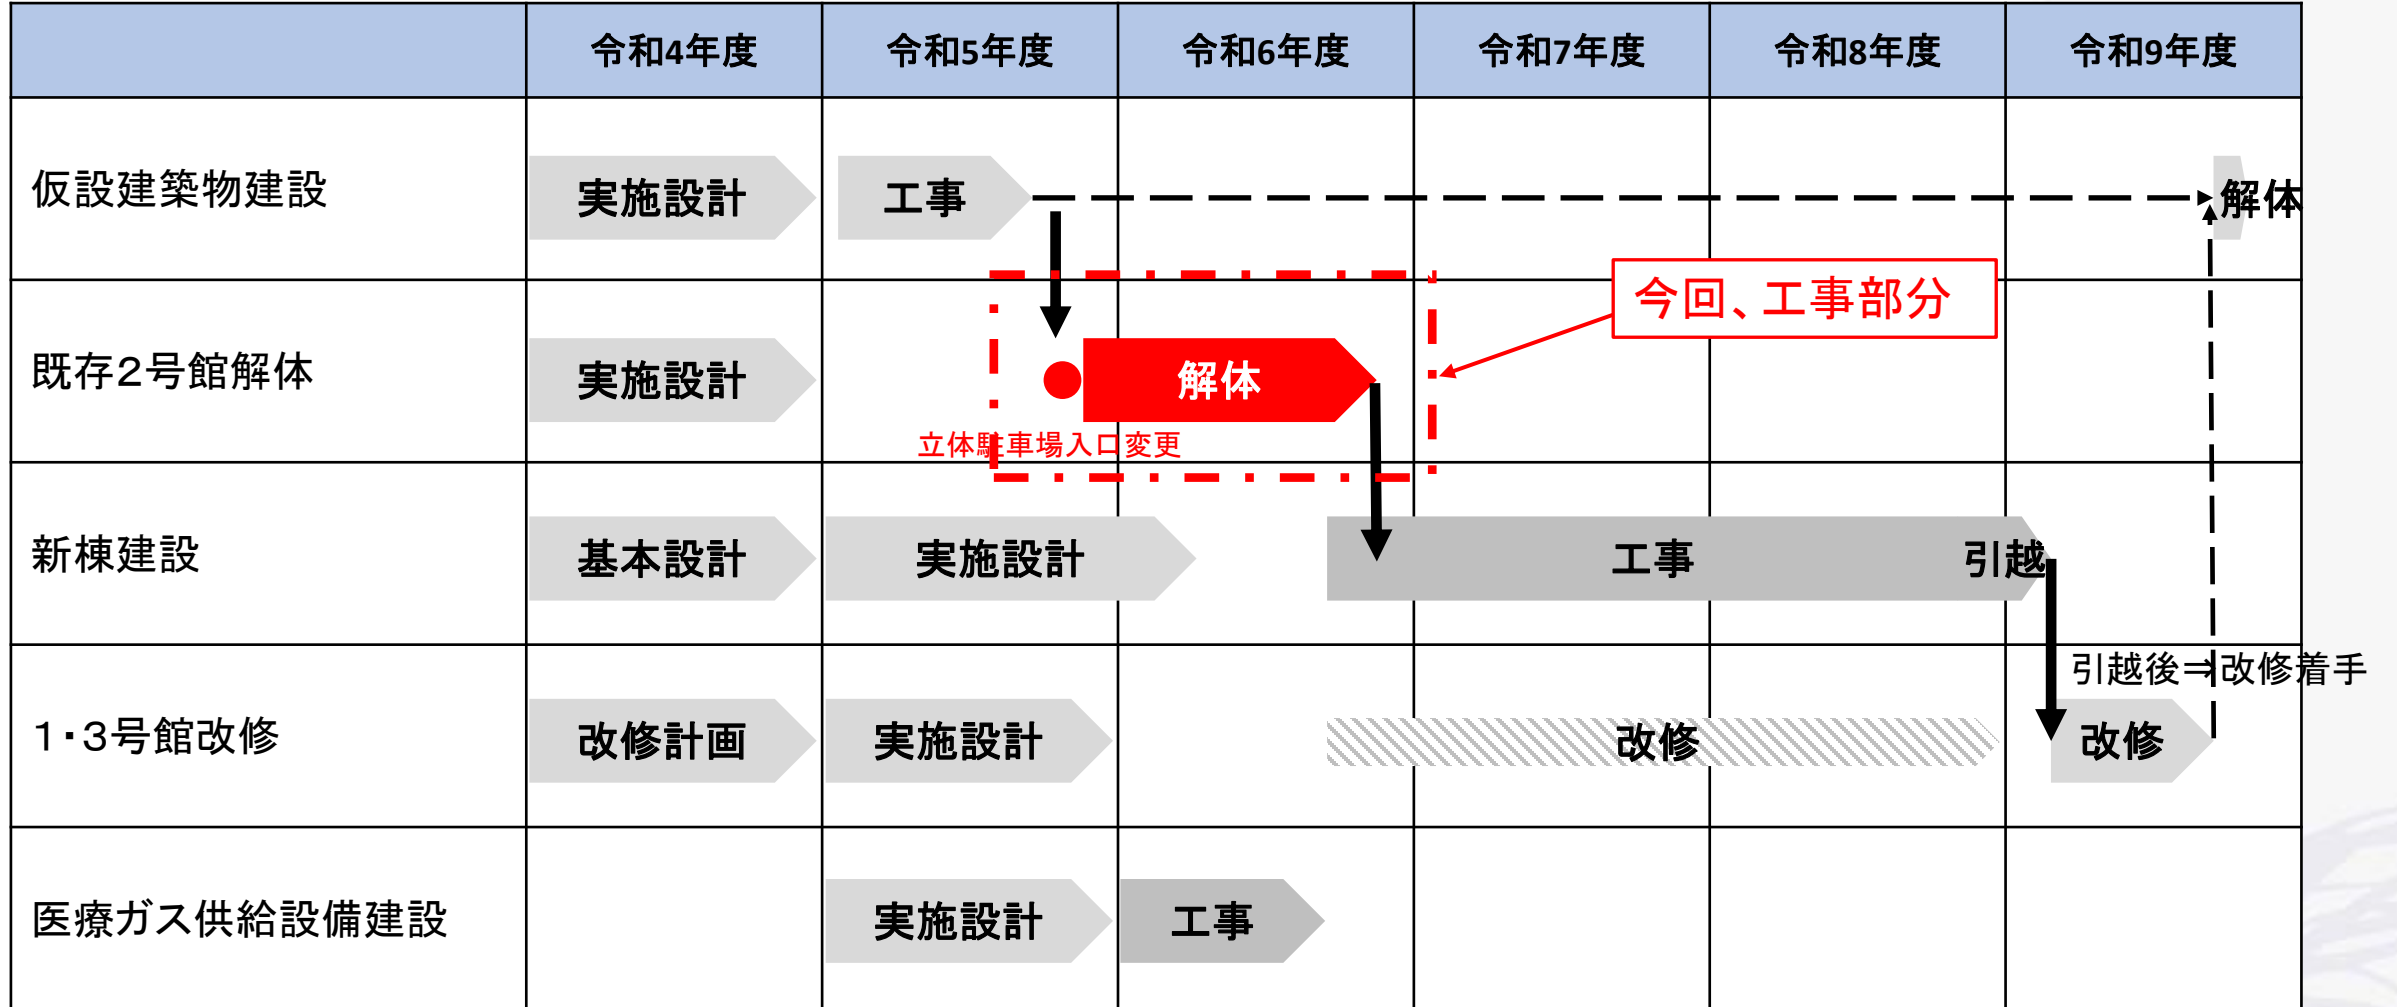 令和4年度
令和5年度
令和6年度
令和7年度
令和8年度
令和9年度
仮設建築物建設
実施設計
工事
解体
今回、工事部分
既存2号館解体
実施設計
解体
立体駐車場入口変更
新棟建設
基本設計
実施設計
工事
引越
引越後⇒改修着手
1・3号館改修
改修計画
実施設計
改修
改修
医療ガス供給設備建設
実施設計
工事